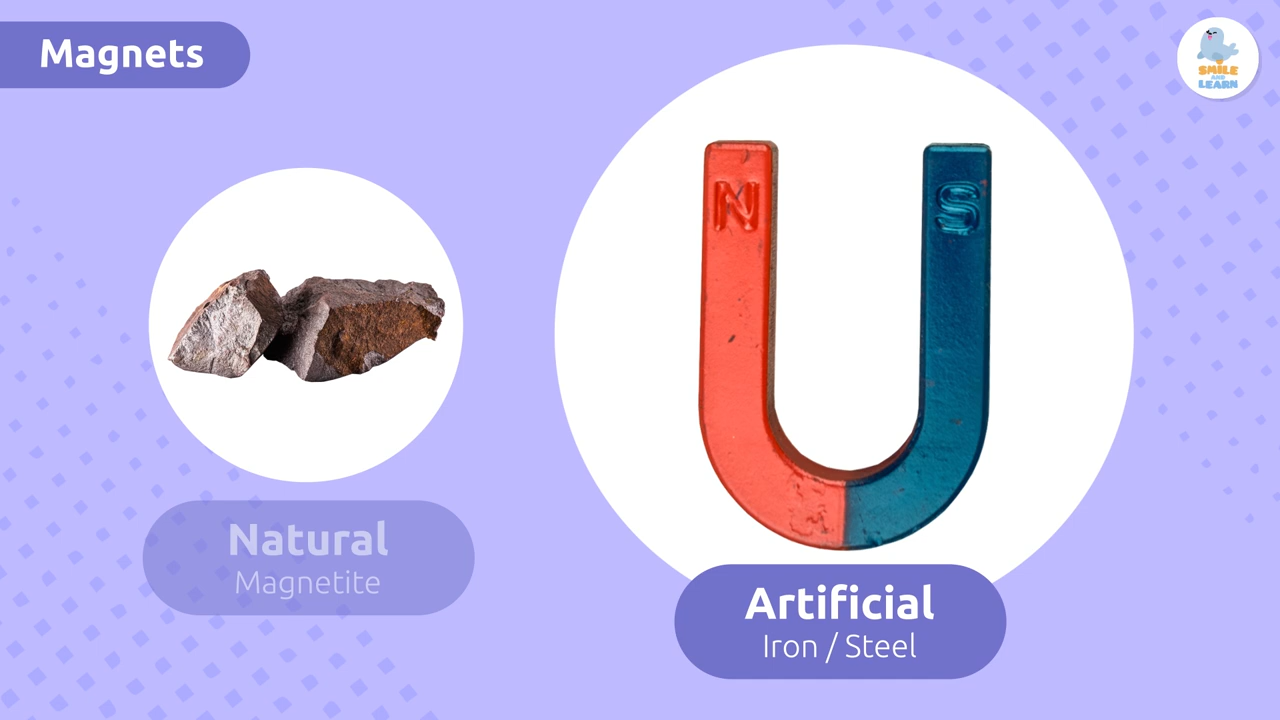 Magnets
SMILE
AND
LEARN
N
S
Natural
Magnetite
Artificial
Iron / Steel